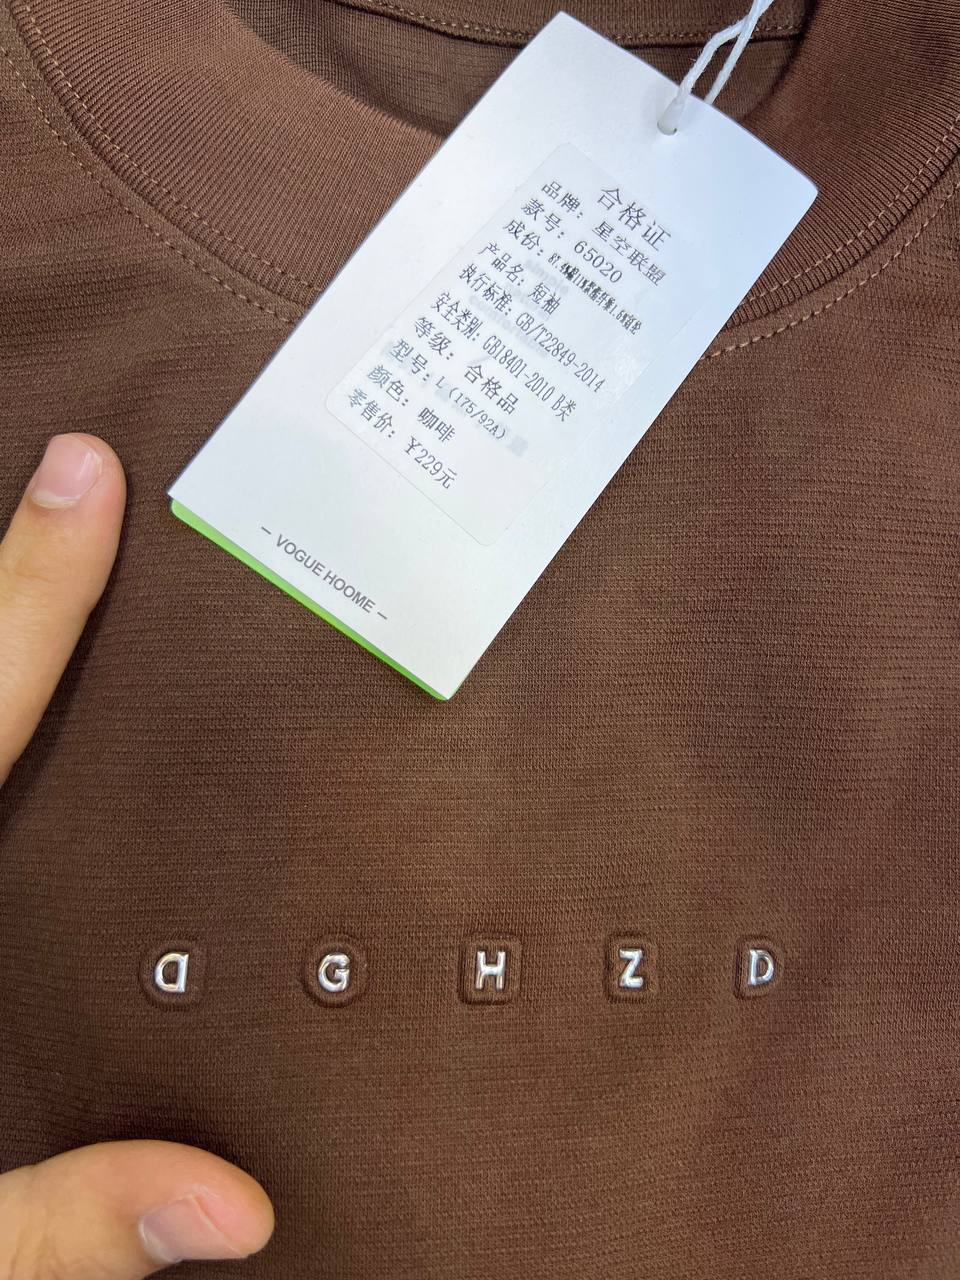 合格证
品牌: 星空联盟
款号: 65020
成份:
产品名: 短袖
执行标准: GB/T22849-2014
安全类别: GB18401-2010 B类
等级: 合格品
型号: L (175/92A)
颜色: 咖啡
零售价: ¥229元
— VOGUE HOOME —
D G H Z D